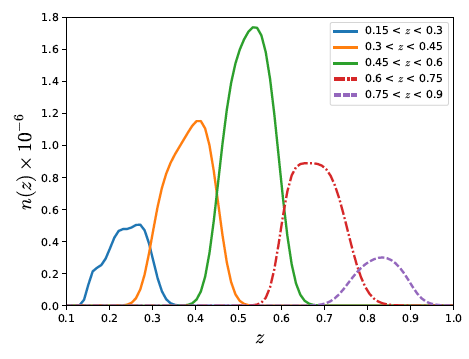 n(z) × 10⁻⁶
1.8
1.6
1.4
1.2
1.0
0.8
0.6
0.4
0.2
0.0
0.15 < z < 0.3
0.3 < z < 0.45
0.45 < z < 0.6
0.6 < z < 0.75
0.75 < z < 0.9
0.1 0.2 0.3 0.4 0.5 0.6 0.7 0.8 0.9 1.0
z